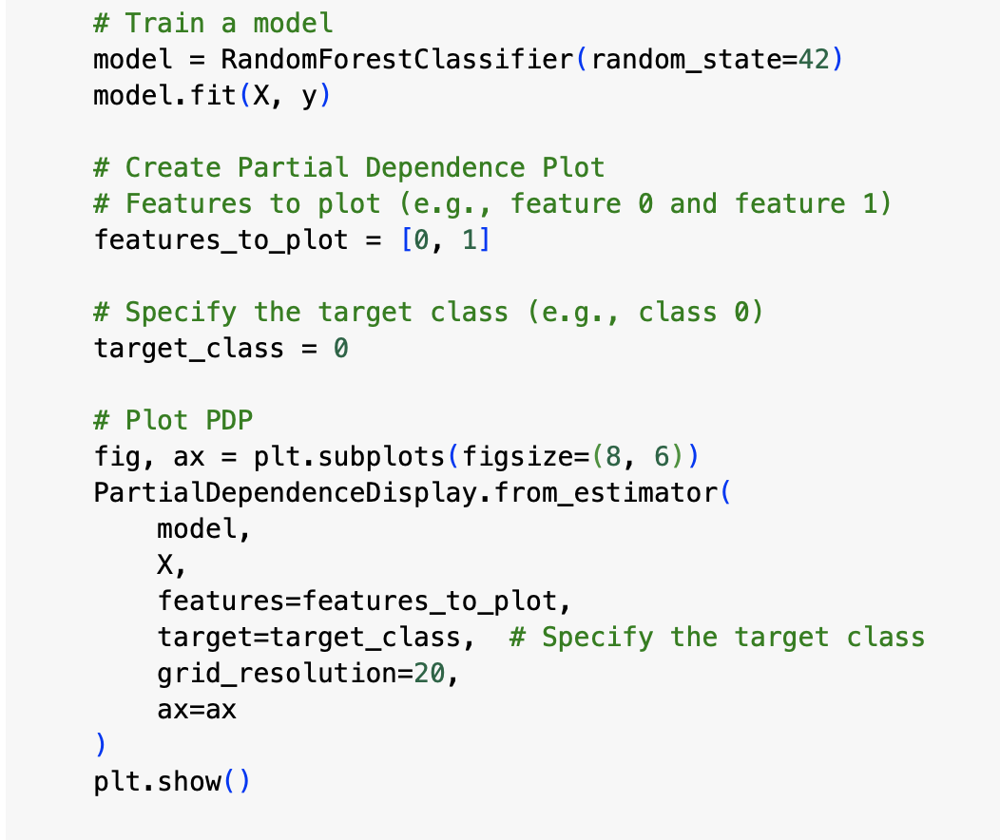 # Train a model
model = RandomForestClassifier(random_state=42)
model.fit(X, y)

# Create Partial Dependence Plot
# Features to plot (e.g., feature 0 and feature 1)
features_to_plot = [0, 1]

# Specify the target class (e.g., class 0)
target_class = 0

# Plot PDP
fig, ax = plt.subplots(figsize=(8, 6))
PartialDependenceDisplay.from_estimator(
    model,
    X,
    features=features_to_plot,
    target=target_class,  # Specify the target class
    grid_resolution=20,
    ax=ax
)
plt.show()